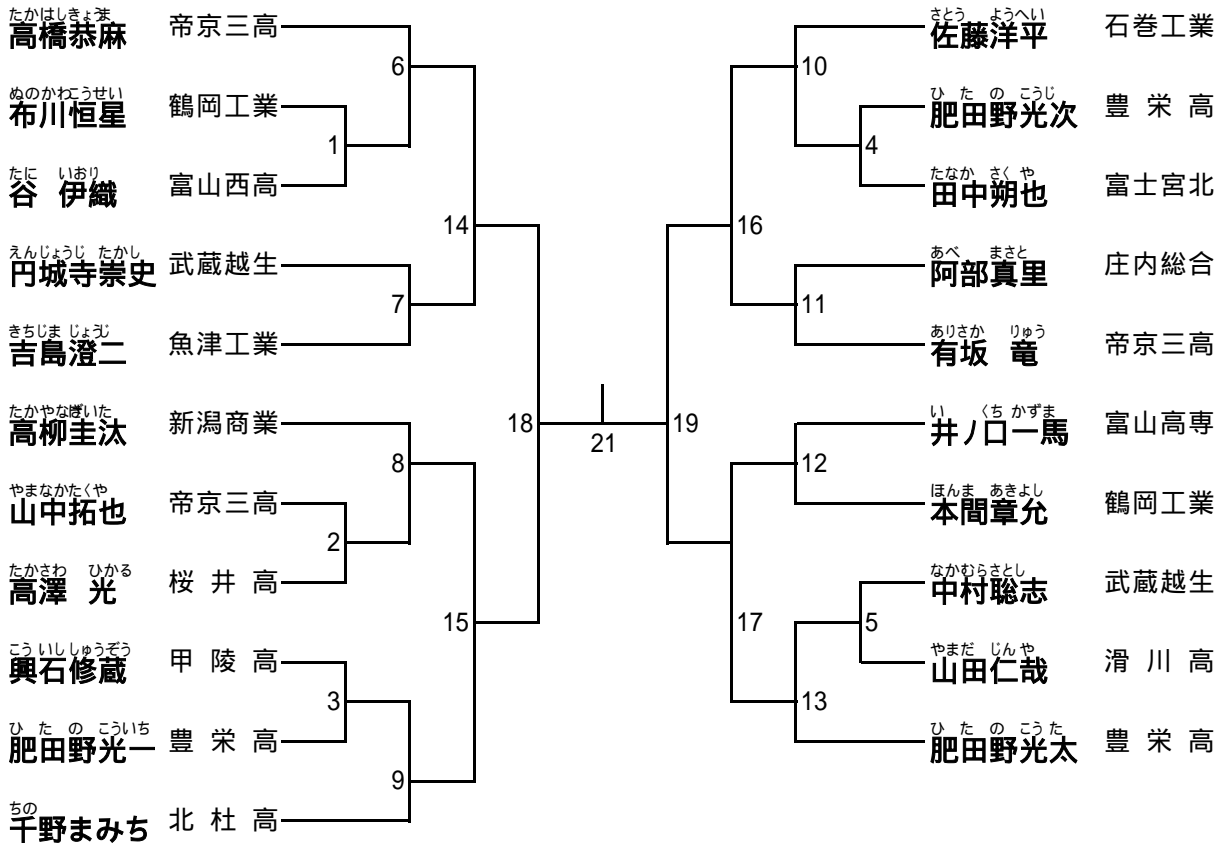 たかはしきょうま
高橋恭麻 帝京三高
ぬのかわこうせい
布川恒星 鶴岡工業
たに いおり
谷 伊織 富山西高
えんじょうじ たかし
円城寺崇史 武蔵越生
きちじま じょうじ
吉島澄二 魚津工業
たかやなぎけいた
高柳圭汰 新潟商業
やまなかたくや
山中拓也 帝京三高
たかさわ ひかる
高澤 光 桜井高
こういししゅうぞう
興石修蔵 甲陵高
ひたの こういち
肥田野光一 豊栄高
ちの
千野まみち 北杜高
6
1
14
7
8
2
15
3
9
18
21
19
10
4
16
11
12
17
5
13
さとう ようへい
佐藤洋平 石巻工業
ひたの こうじ
肥田野光次 豊栄高
たなか さくや
田中朔也 富士宮北
あべ まさと
阿部真里 庄内総合
ありさか りゅう
有坂 竜 帝京三高
い くち かずま
井ノ口一馬 富山高専
ほんま あきよし
本間章允 鶴岡工業
なかむらさとし
中村聡志 武蔵越生
やまだ じんや
山田仁哉 滑川高
ひたの こうた
肥田野光太 豊栄高